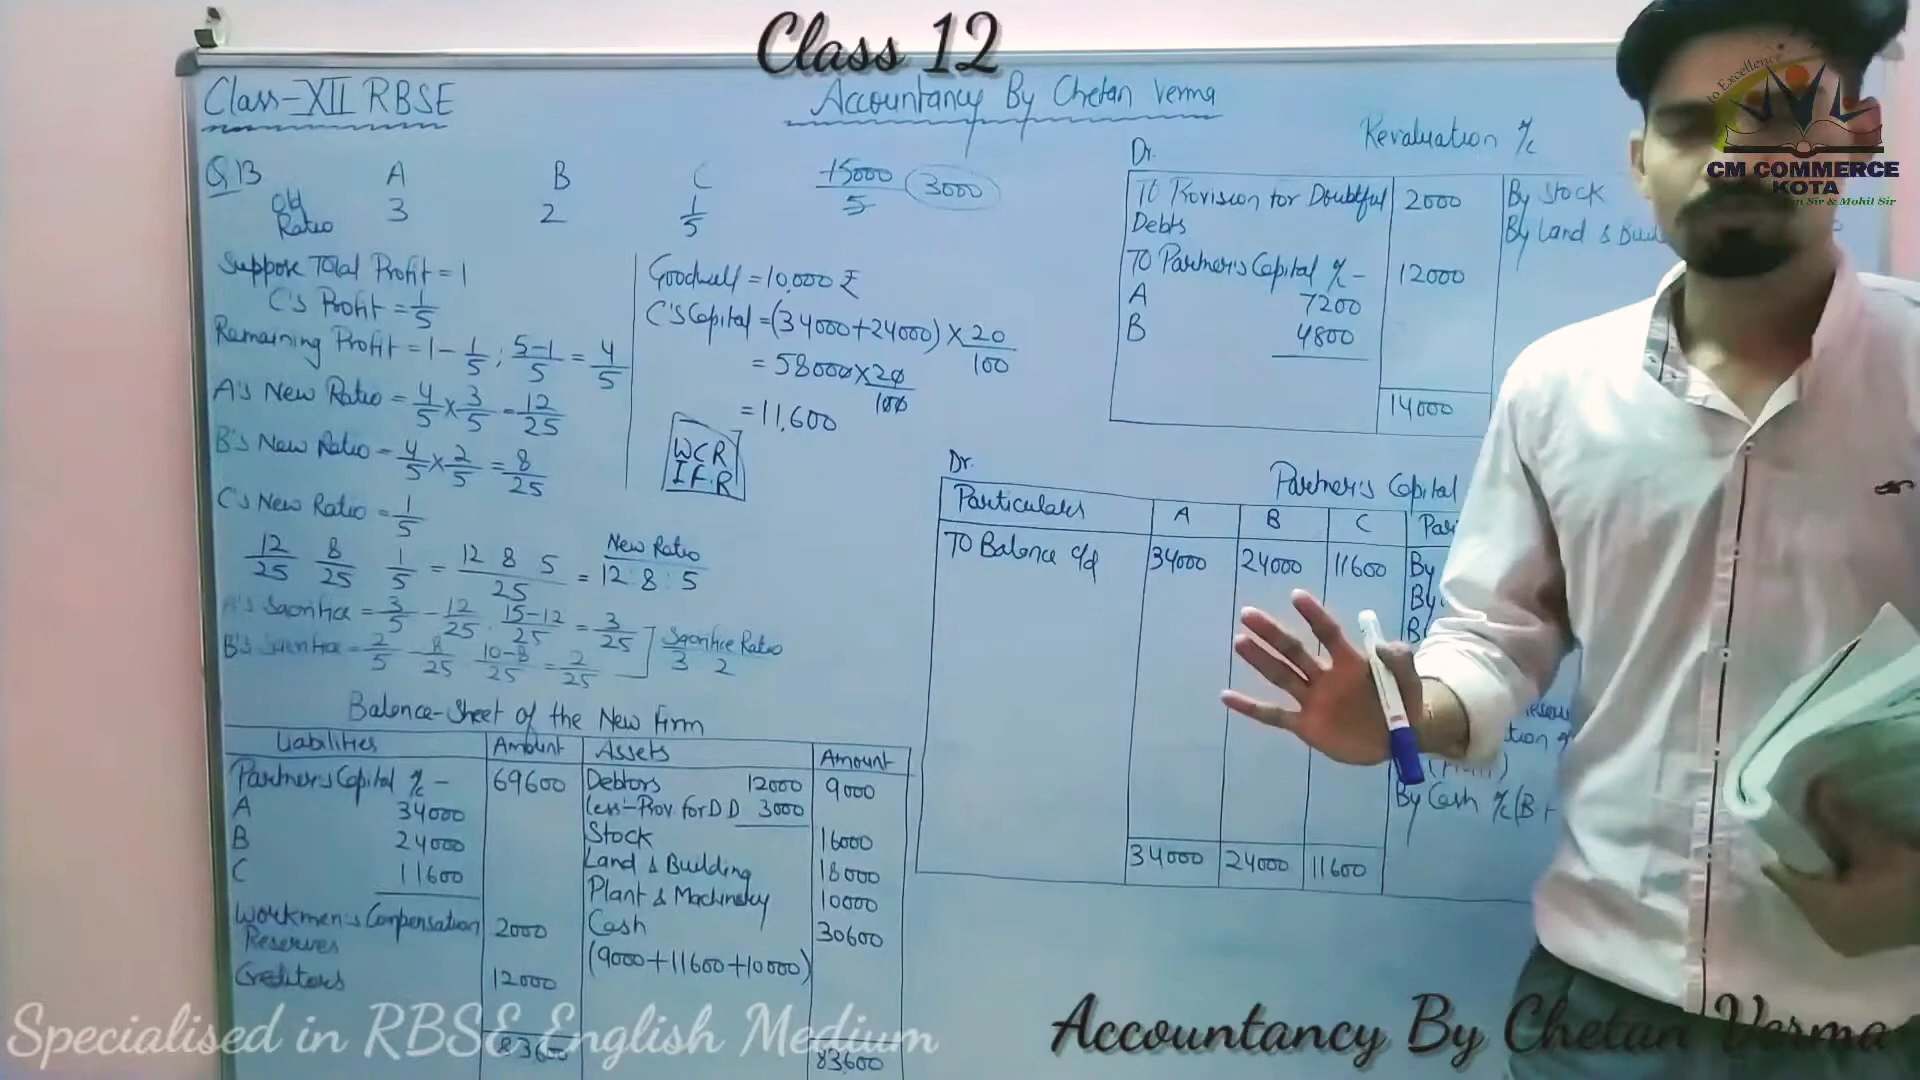 Class 12
Class-XII RBSE
Accountancy By Chetan Verma
to Excellence
CM COMMERCE
KOTA
Sir & Mohil Sir
Q.13 A B C
Old Ratio 3 2 1/5
15000/5 3000
Suppose Total Profit = 1
C's Profit = 1/5
Remaining Profit = 1 - 1/5 ; 5-1/5 = 4/5
A's New Ratio = 4/5 × 3/5 = 12/25
B's New Ratio = 4/5 × 2/5 = 8/25
C's New Ratio = 1/5
12/25 8/25 1/5 = 12 8 5/25 = New Ratio 12:8:5
A's Sacrifice = 3/5 - 12/25 . 15-12/25 = 3/25
B's Sacrifice = 2/5 - 8/25 10-8/25 = 2/25
Sacrifice Ratio
3 2
Goodwill = 10,000 ₹
C's Capital = (34000+24000) × 20/100
= 58000 × 20/100
= 11,600
WCR
I.F.R
Dr. Revaluation A/c
To Provision for Doubtful Debts 2000 By Stock
By Land &
To Partner's Capital A/c - 12000
A 7200
B 4800
14000
Dr. Partner's Capital
Particulars A B C
To Balance c/d 34000 24000 11600 By
By
By Cash A/c
34000 24000 11600
Balance-Sheet of the New Firm
Liabilities Amount Assets Amount
Partner's Capital A/c - 69600 Debtors 12000 9000
A 34000 Less:- Prov. for D D 3000
B 24000 Stock 16000
C 11600 Land & Building 18000
Plant & Machinery 10000
Workmen's Compensation Reserves 2000 Cash 30600
(9000+11600+10000)
Creditors 12000
83600 83600
Specialised in RBSE English Medium
Accountancy By Chetan Verma